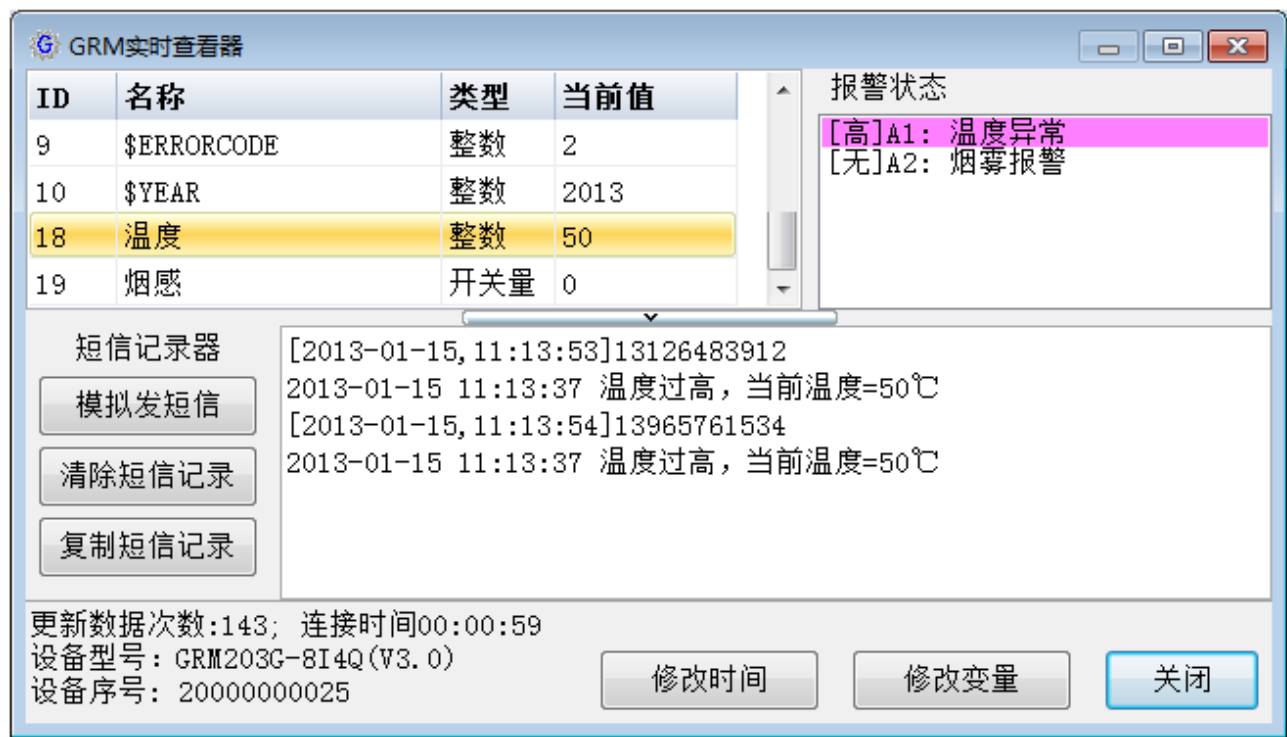 GRM实时查看器
ID 名称 类型 当前值
9 $ERRORCODE 整数 2
10 $YEAR 整数 2013
18 温度 整数 50
19 烟感 开关量 0
报警状态
[高]A1: 温度异常
[无]A2: 烟雾报警
短信记录器
模拟发短信
清除短信记录
复制短信记录
[2013-01-15,11:13:53]13126483912
2013-01-15 11:13:37 温度过高，当前温度=50℃
[2013-01-15,11:13:54]13965761534
2013-01-15 11:13:37 温度过高，当前温度=50℃
更新数据次数:143; 连接时间00:00:59
设备型号: GRM203G-8I4Q(V3.0)
设备序号: 20000000025
修改时间 修改变量 关闭